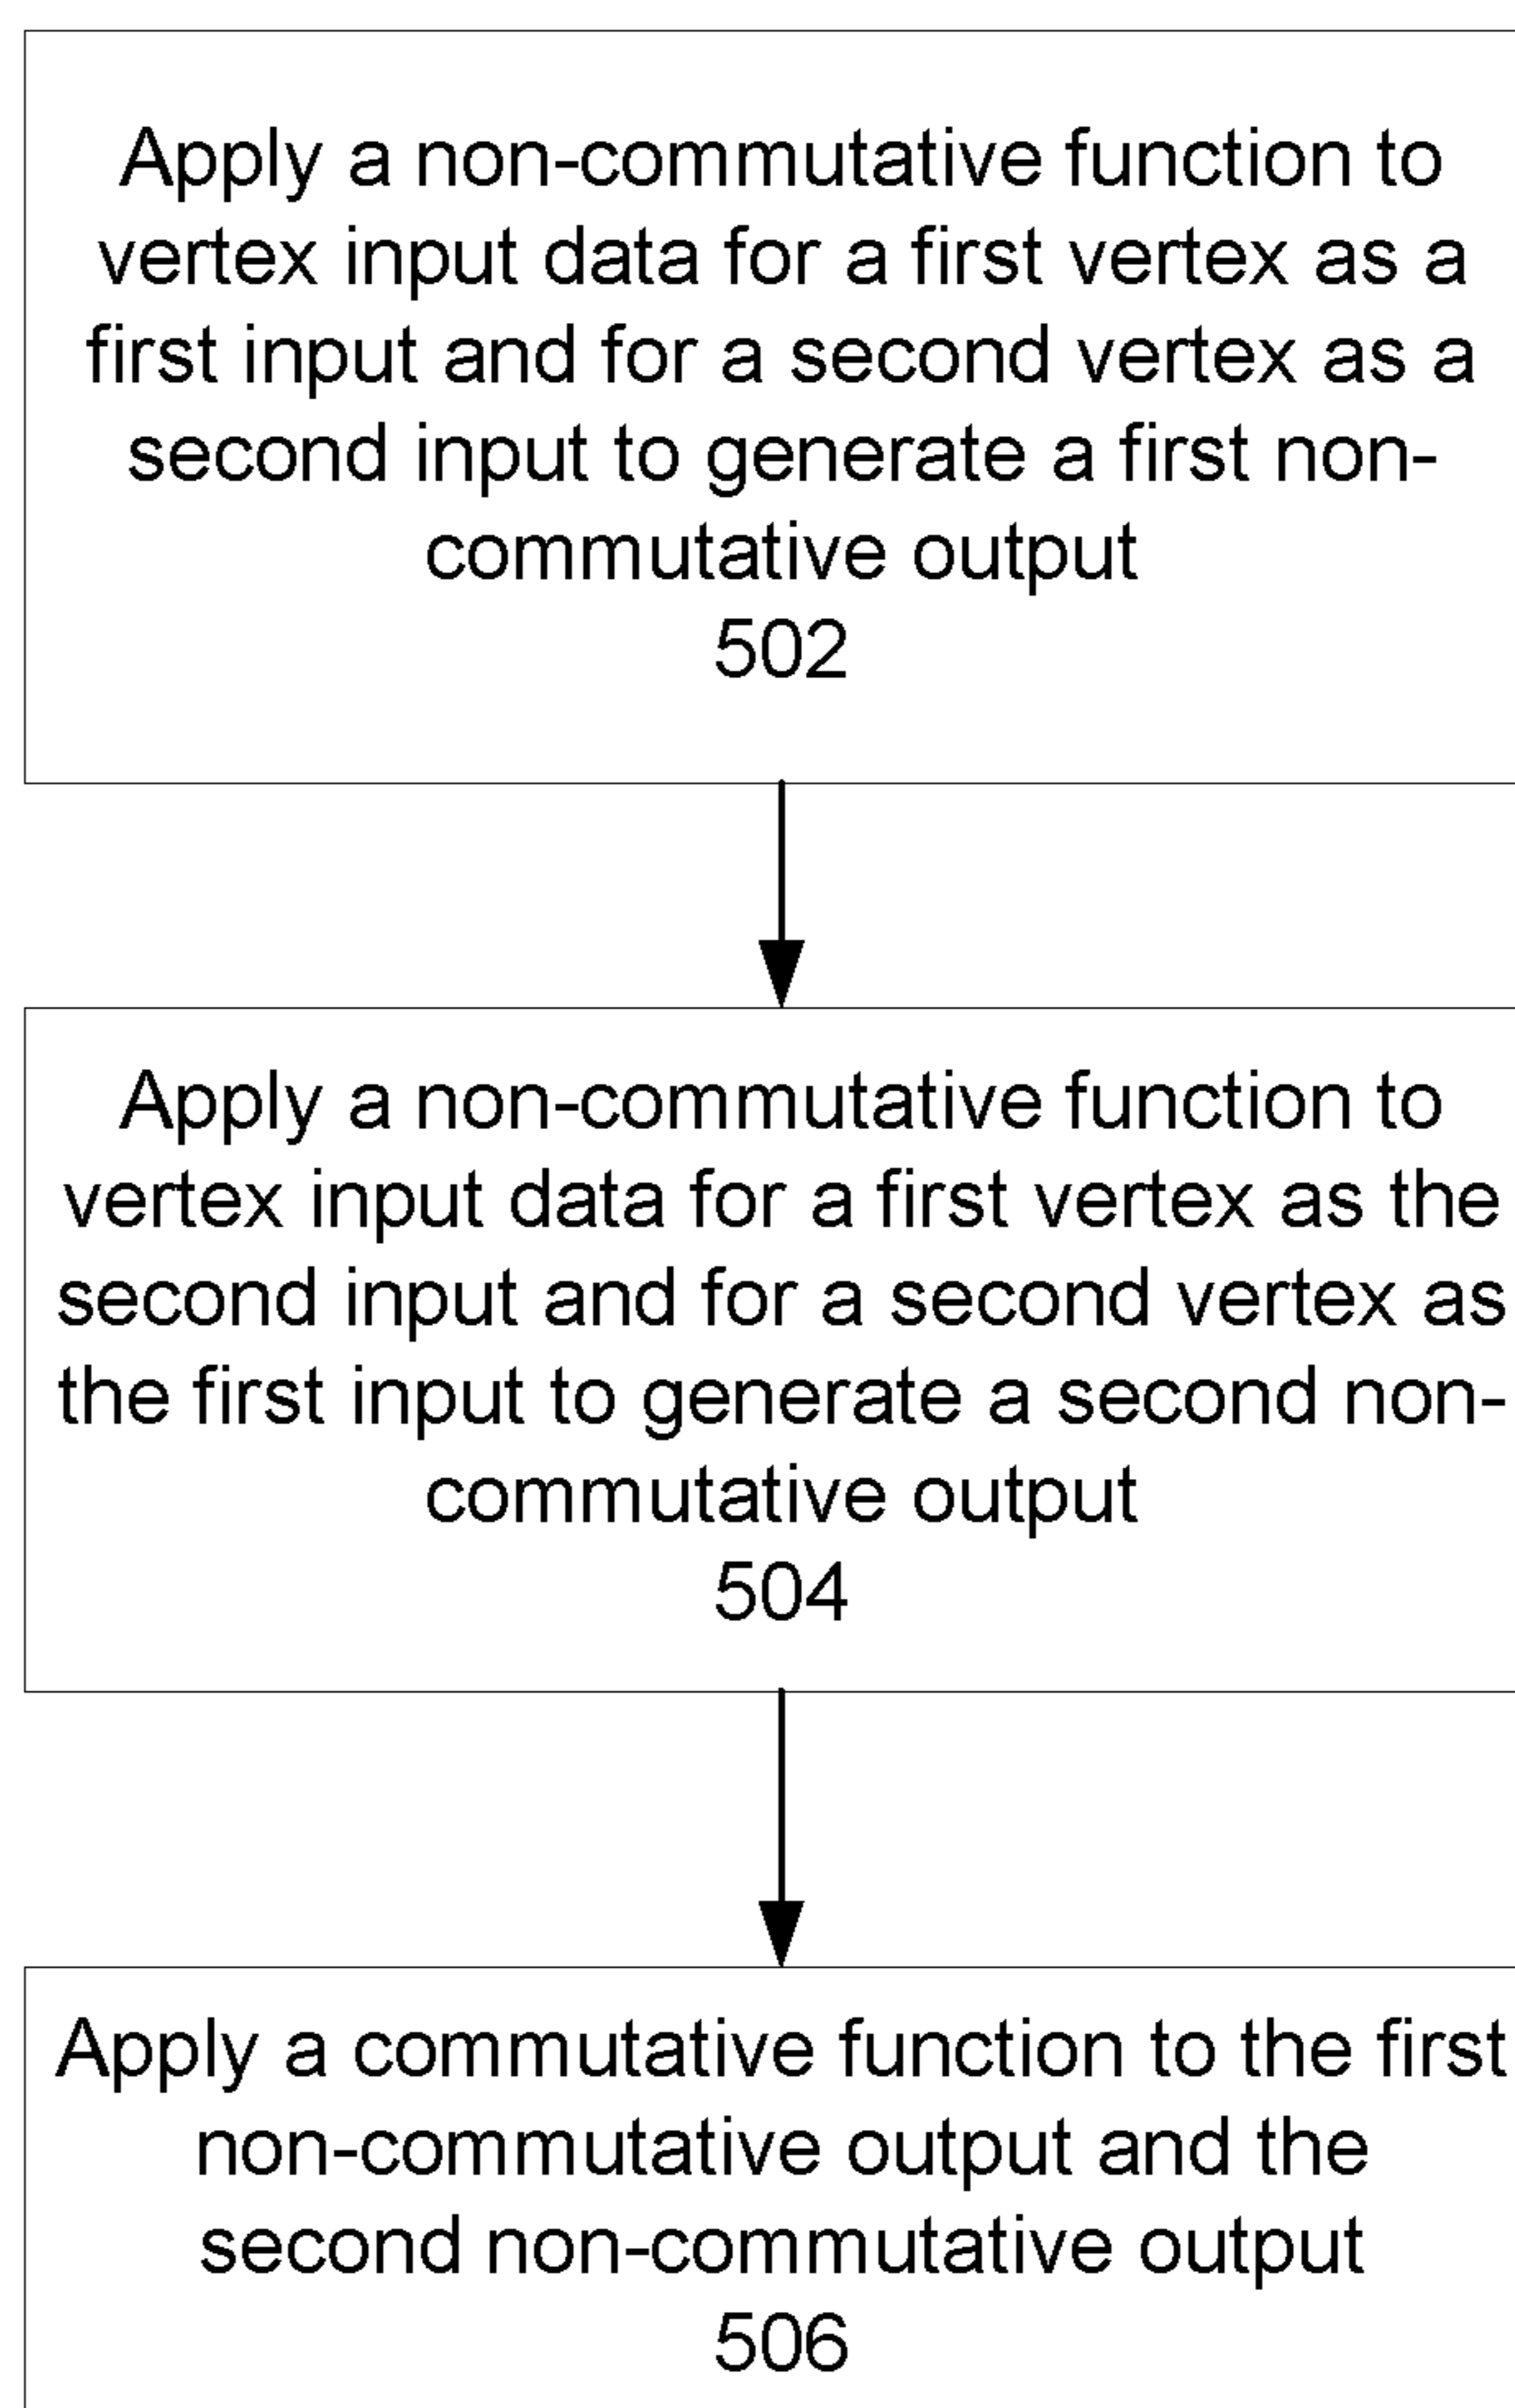 Apply a non-commutative function to
vertex input data for a first vertex as a
first input and for a second vertex as a
second input to generate a first non-
commutative output
502
Apply a non-commutative function to
vertex input data for a first vertex as the
second input and for a second vertex as
the first input to generate a second non-
commutative output
504
Apply a commutative function to the first
non-commutative output and the
second non-commutative output
506